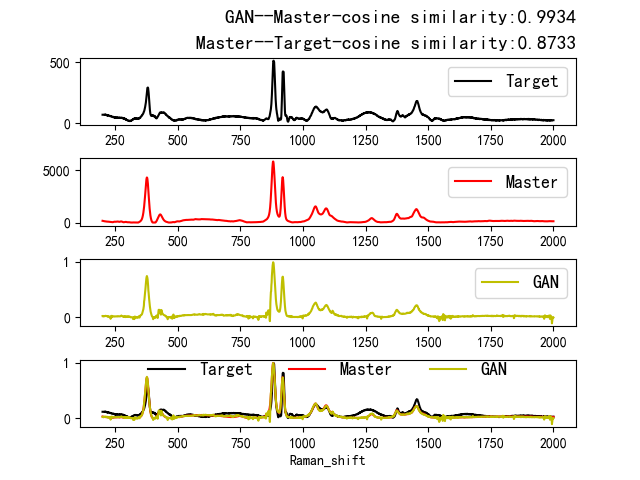 GAN--Master-cosine similarity:0.9934
Master--Target-cosine similarity:0.8733
500
0
Target
250 500 750 1000 1250 1500 1750 2000
5000
0
Master
250 500 750 1000 1250 1500 1750 2000
1
0
GAN
250 500 750 1000 1250 1500 1750 2000
1
0
Target Master GAN
250 500 750 1000 1250 1500 1750 2000
Raman_shift